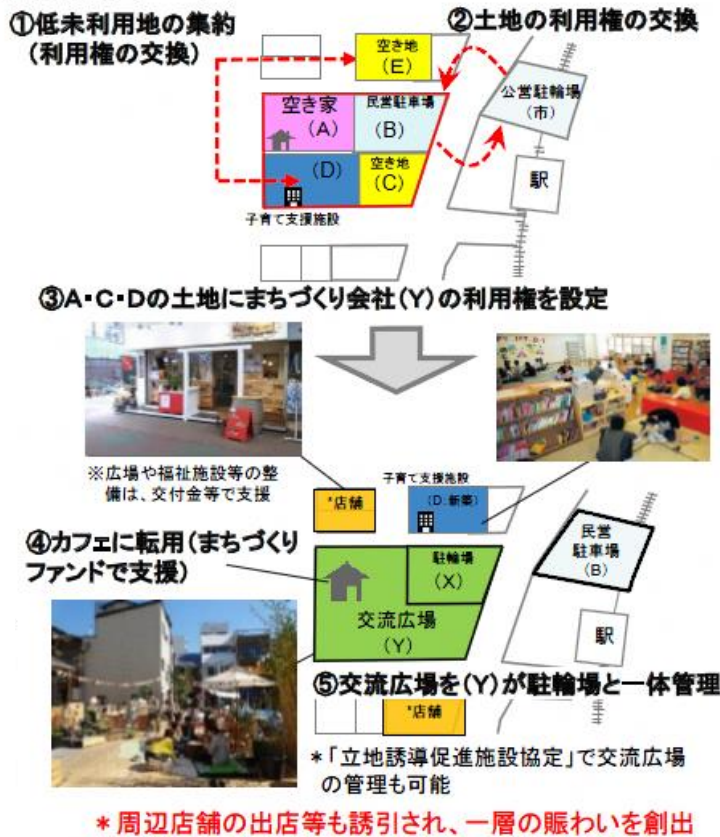 ①低未利用地の集約
(利用権の交換)
②土地の利用権の交換
空き地
(E)
公営駐輪場
(市)
空き家
(A)
民営駐車場
(B)
(D)
空き地
(C)
駅
子育て支援施設
③A・C・Dの土地にまちづくり会社(Y)の利用権を設定
※広場や福祉施設等の整
備は、交付金等で支援
子育て支援施設
*店舗
(D:新築)
④カフェに転用(まちづくり
ファンドで支援)
民営
駐車場
(B)
駐輪場
(X)
交流広場
(Y)
駅
⑤交流広場を(Y)が駐輪場と一体管理
*店舗
*「立地誘導促進施設協定」で交流広場
の管理も可能
*周辺店舗の出店等も誘引され、一層の賑わいを創出